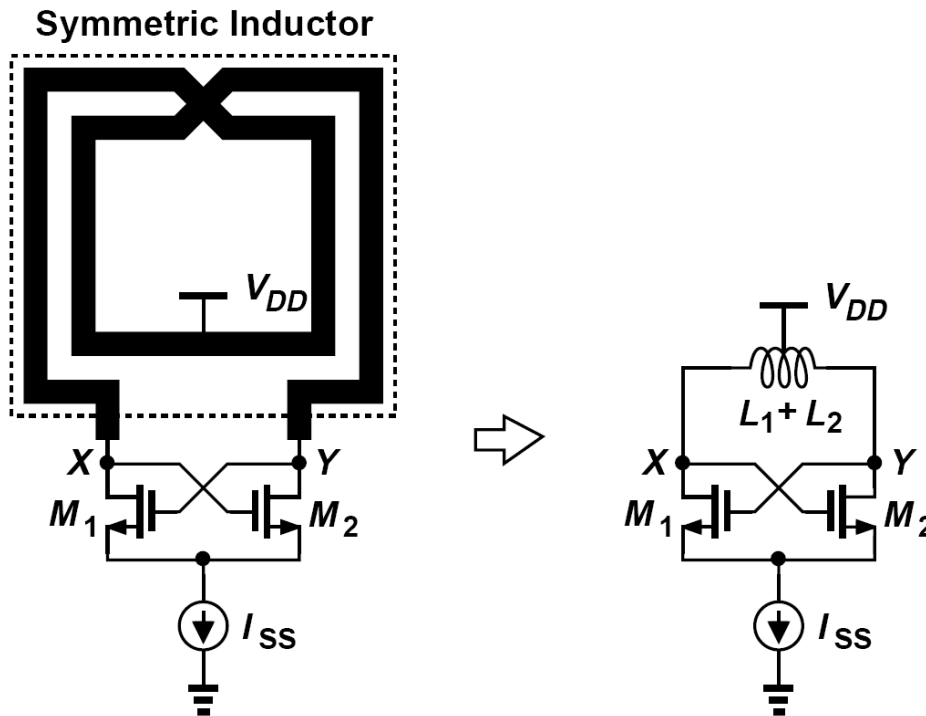 Symmetric Inductor
V_DD
V_DD
L_1 + L_2
X Y
M_1 M_2
X Y
M_1 M_2
I_SS
I_SS